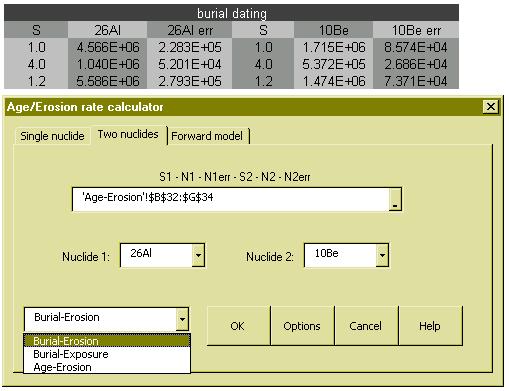 burial dating
S 26Al 26Al err S 10Be 10Be err
1.0 4.566E+06 2.283E+05 1.0 1.715E+06 8.574E+04
4.0 1.040E+06 5.201E+04 4.0 5.372E+05 2.686E+04
1.2 5.586E+06 2.793E+05 1.2 1.474E+06 7.371E+04
Age/Erosion rate calculator
Single nuclide Two nuclides Forward model
S1 - N1 - N1err - S2 - N2 - N2err
'Age-Erosion'!$B$32:$G$34
Nuclide 1: 26Al Nuclide 2: 10Be
Burial-Erosion OK Options Cancel Help
Burial-Erosion
Burial-Exposure
Age-Erosion